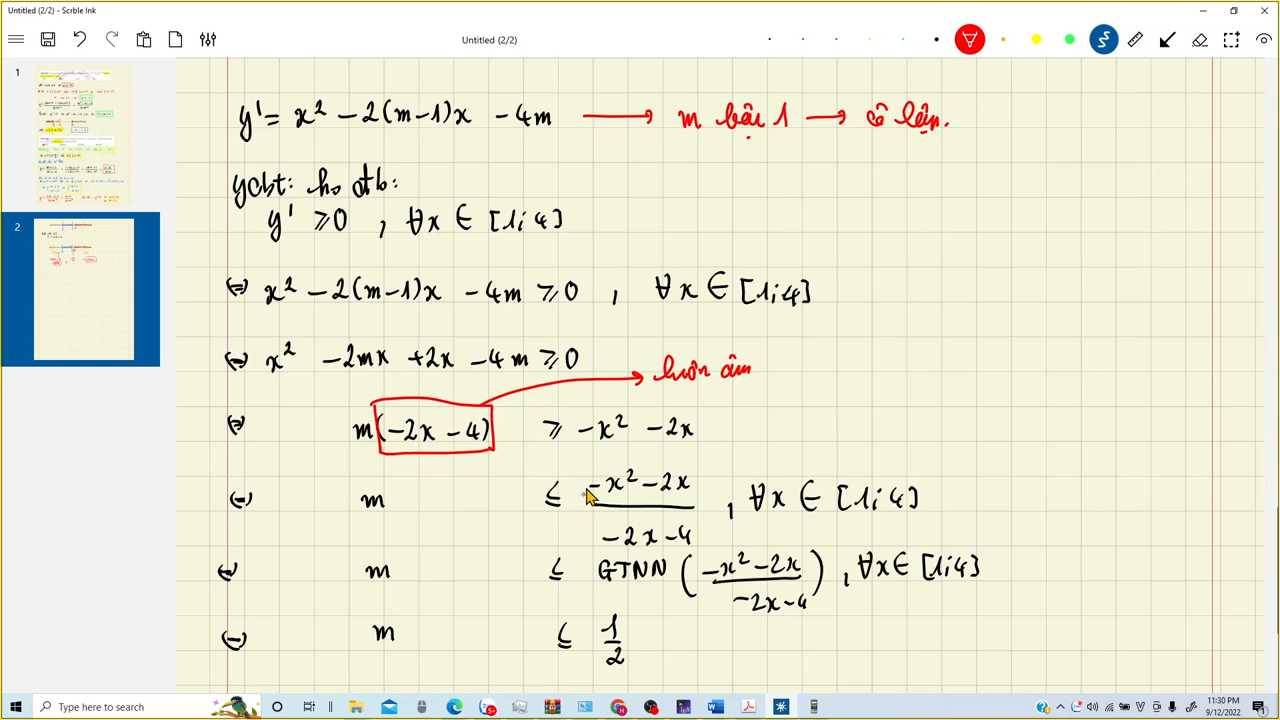 Untitled (2/2) - Scrble Ink
Untitled (2/2)
1
2
y' = x² - 2(m-1)x - 4m → m bậc 1 → cô lập.
ycbt: hs đb:
y' ⩾ 0 , ∀x ∈ [1;4]
⇔ x² - 2(m-1)x - 4m ⩾ 0 , ∀x ∈ [1;4]
⇔ x² - 2mx + 2x - 4m ⩾ 0
luôn âm
⇔ m(-2x - 4) ⩾ -x² - 2x
⇔ m ≤ (-x² - 2x)/(-2x - 4) , ∀x ∈ [1;4]
⇔ m ≤ GTNN ((-x² - 2x)/(-2x - 4)) , ∀x ∈ [1;4]
⇔ m ≤ 1/2
Type here to search
11:30 PM
9/12/2022